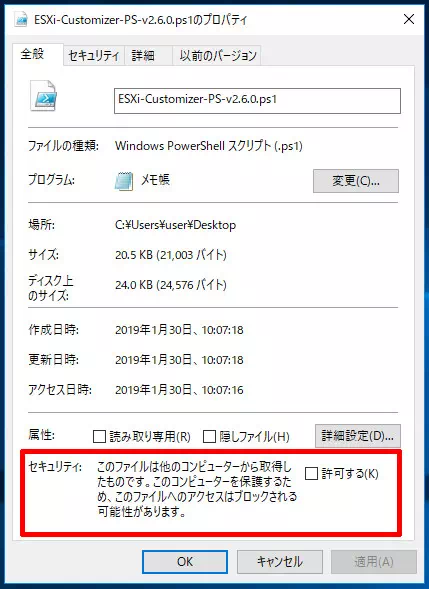 ESXi-Customizer-PS-v2.6.0.ps1のプロパティ
全般 セキュリティ 詳細 以前のバージョン
ESXi-Customizer-PS-v2.6.0.ps1
ファイルの種類: Windows PowerShell スクリプト (.ps1)
プログラム: メモ帳 変更(C)...
場所: C:¥Users¥user¥Desktop
サイズ: 20.5 KB (21,003 バイト)
ディスク上
のサイズ: 24.0 KB (24,576 バイト)
作成日時: 2019年1月30日、10:07:18
更新日時: 2019年1月30日、10:07:18
アクセス日時: 2019年1月30日、10:07:16
属性: 読み取り専用(R) 隠しファイル(H) 詳細設定(D)...
セキュリティ: このファイルは他のコンピューターから取得し
たものです。このコンピューターを保護するた 許可する(K)
め、このファイルへのアクセスはブロックされる
可能性があります。
OK キャンセル 適用(A)